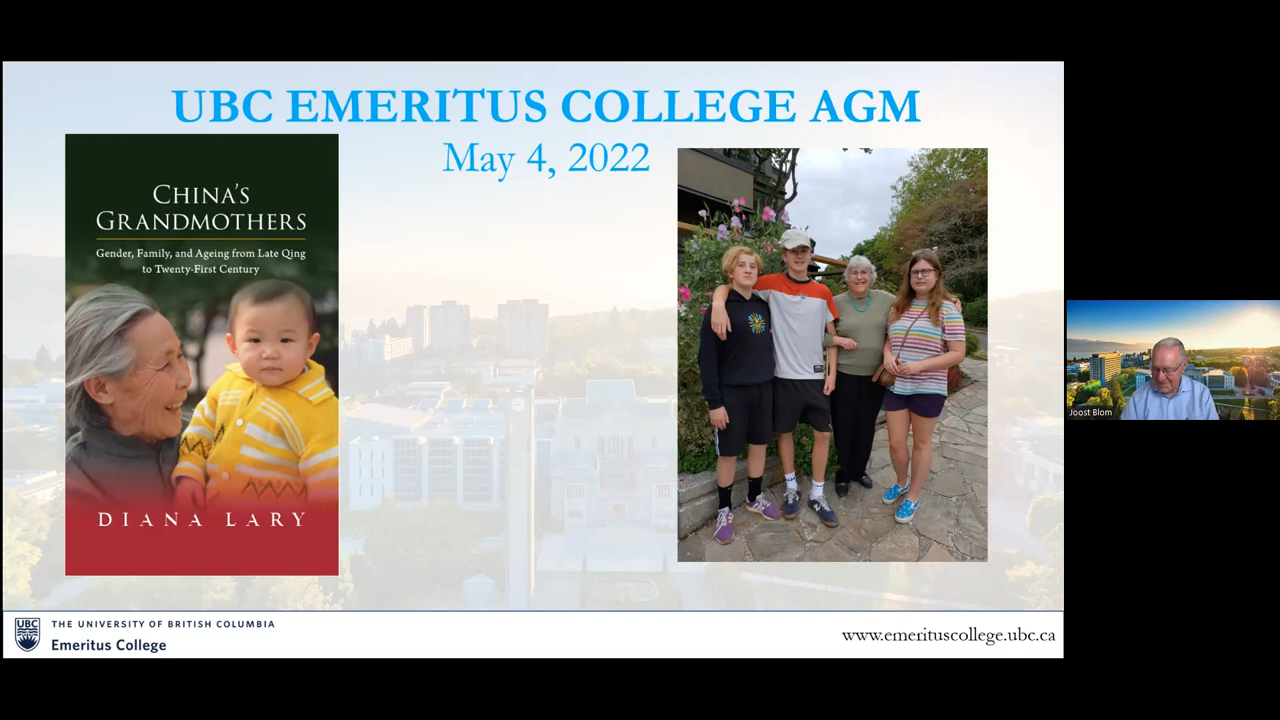 UBC EMERITUS COLLEGE AGM
May 4, 2022
CHINA'S
GRANDMOTHERS
Gender, Family, and Ageing from Late Qing
to Twenty-First Century
DIANA LARY
Joost Blom
UBC
THE UNIVERSITY OF BRITISH COLUMBIA
Emeritus College
www.emerituscollege.ubc.ca